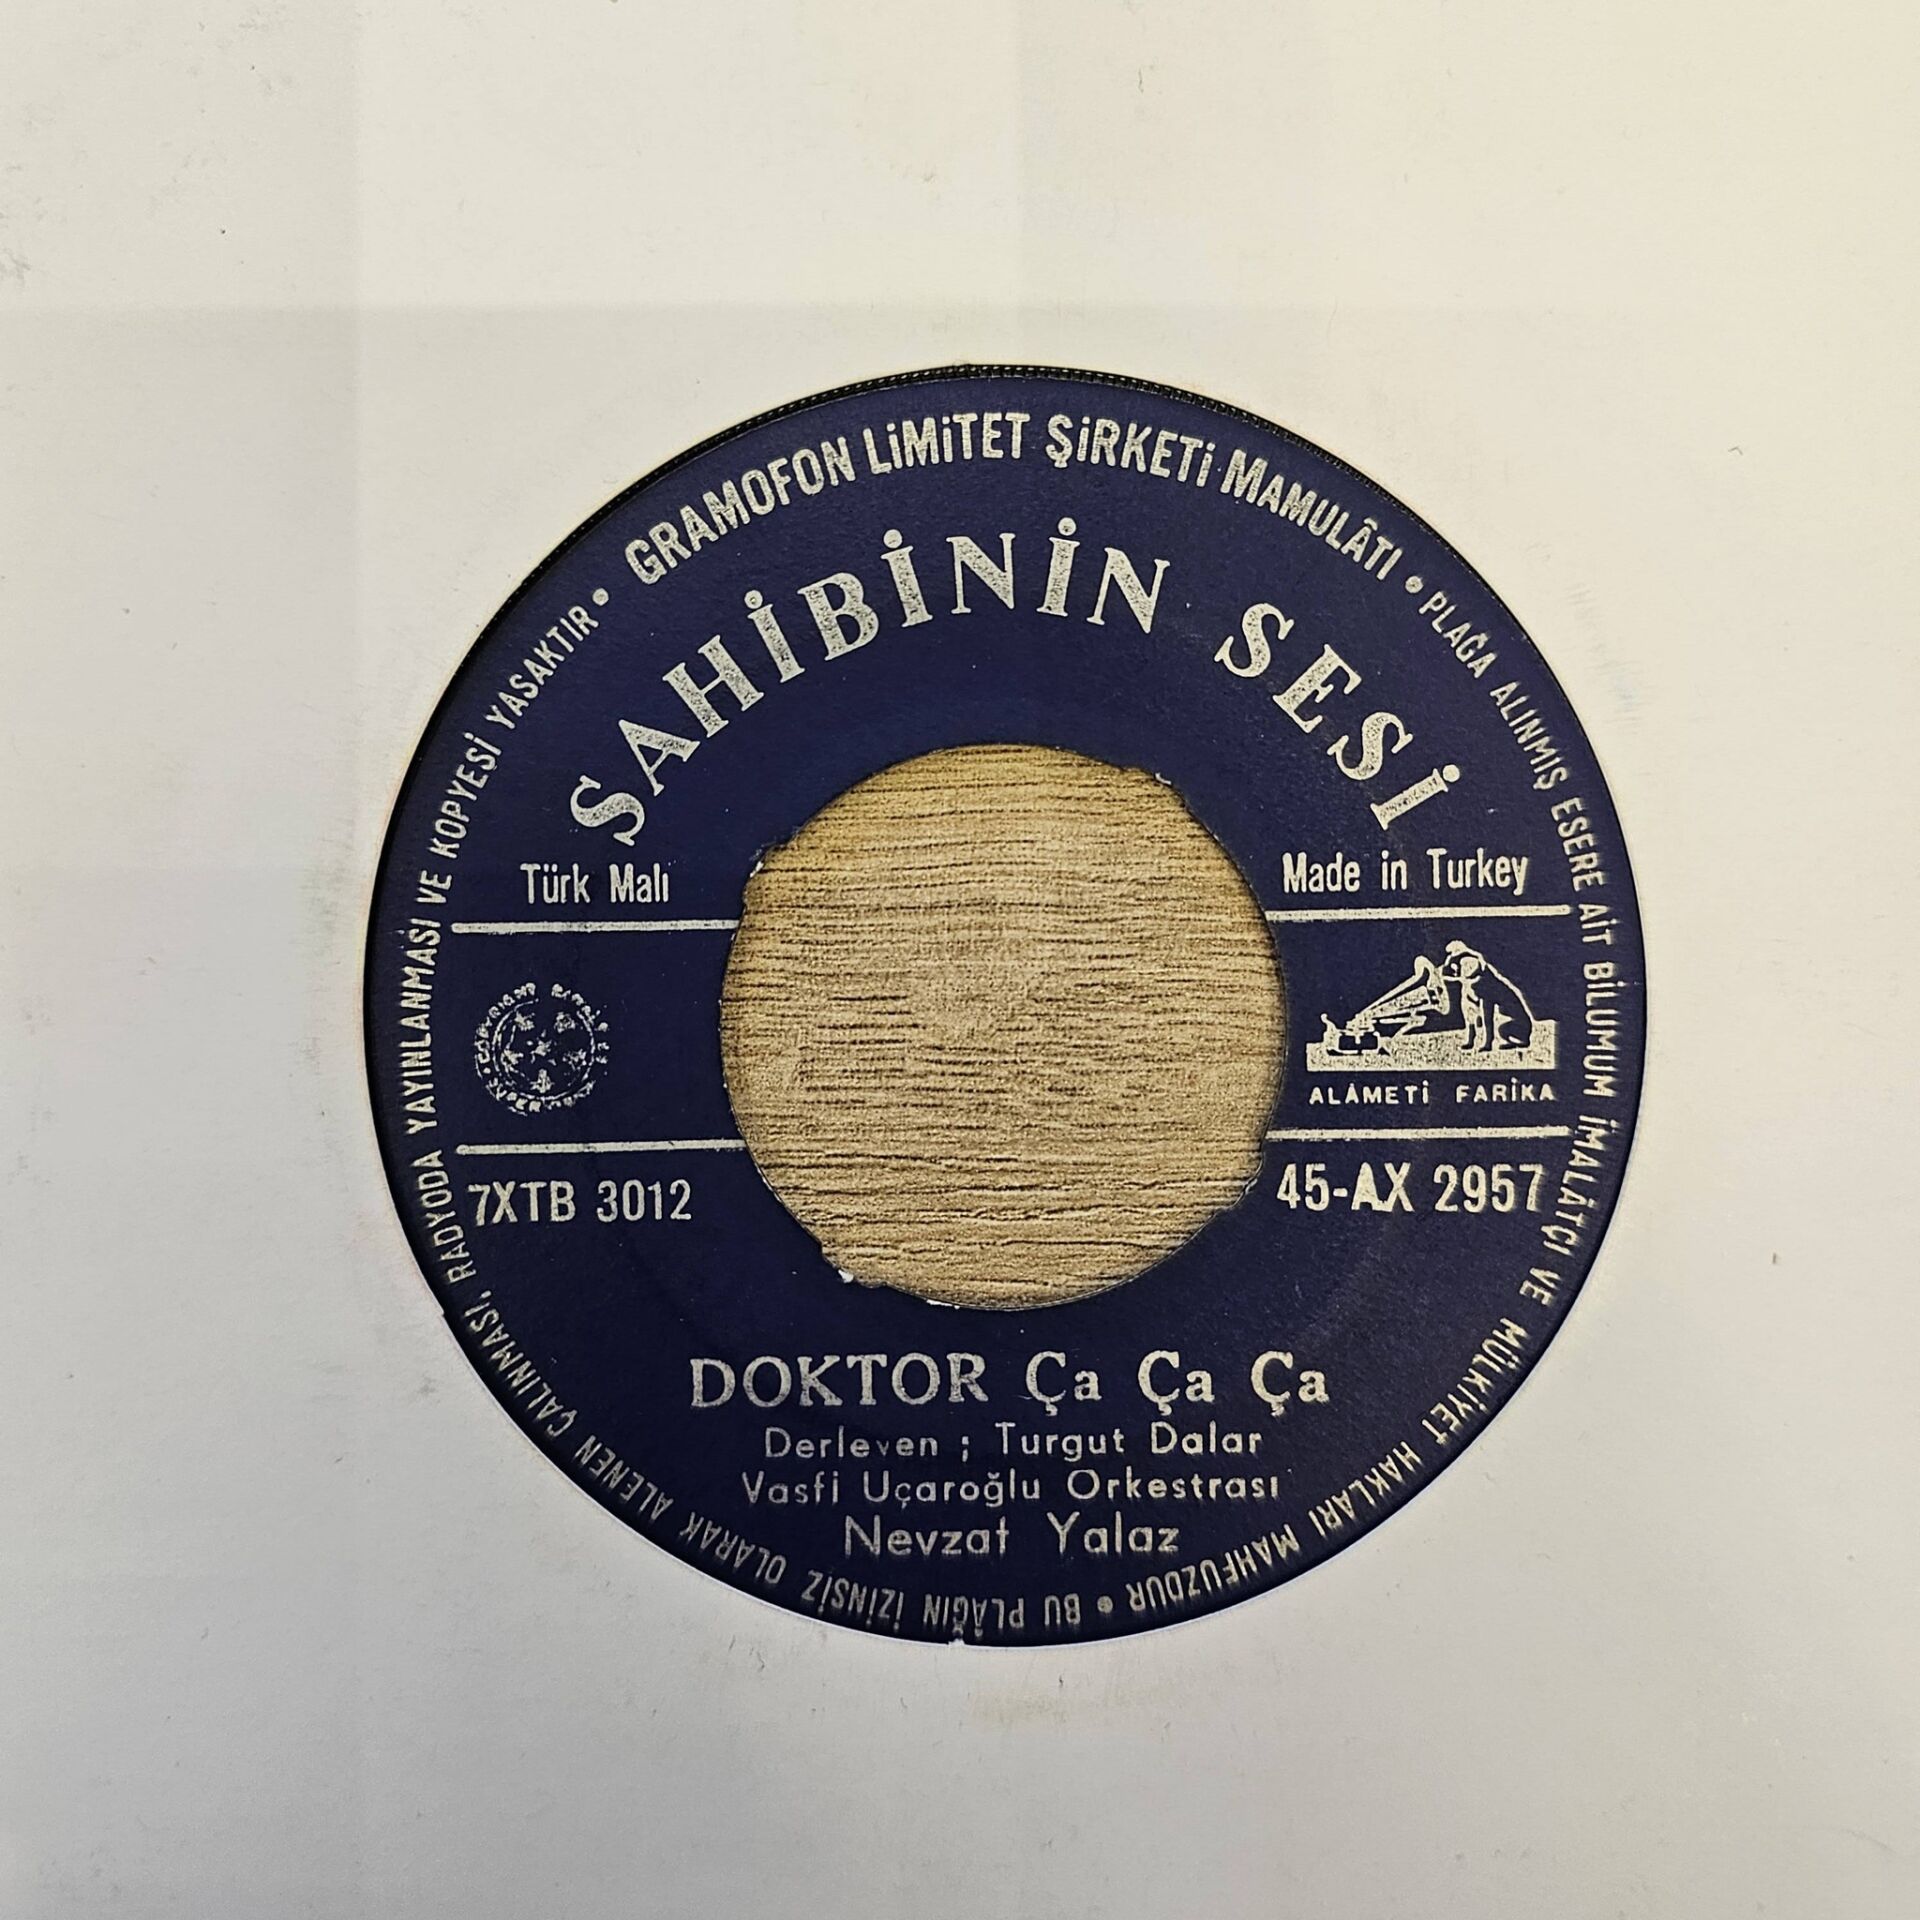 GRAMOFON LİMİTET ŞİRKETİ MAMULÂTI • PLAĞA ALINMIŞ ESERE AİT BİLUMUM İMALÂTÇI VE MÜLKİYET HAKLARI MAHFUZDUR • BU PLÂĞIN İZİNSİZ OLARAK ALENEN ÇALINMASI, RADYODA YAYINLANMASI VE KOPYESİ YASAKTIR •
SAHİBİNİN SESİ
Türk Malı
Made in Turkey
ALÂMETİ FARİKA
7XTB 3012
45-AX 2957
DOKTOR Ça Ça Ça
Derleyen ; Turgut Dalar
Vasfi Uçaroğlu Orkestrası
Nevzat Yalaz